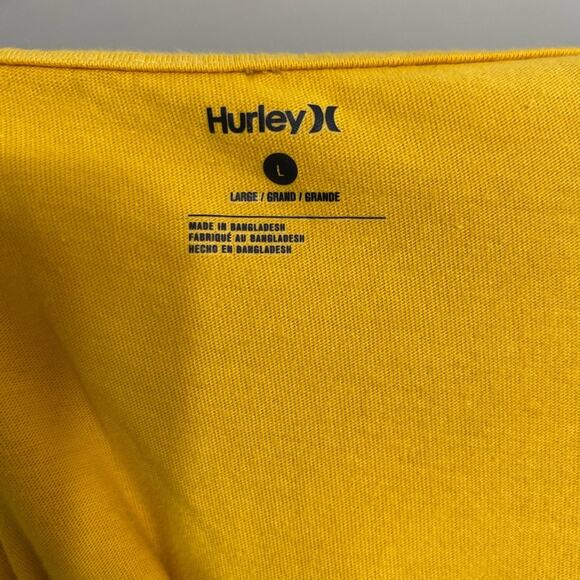 Hurley
L
LARGE / GRAND / GRANDE
MADE IN BANGLADESH
FABRIQUÉ AU BANGLADESH
HECHO EN BANGLADESH